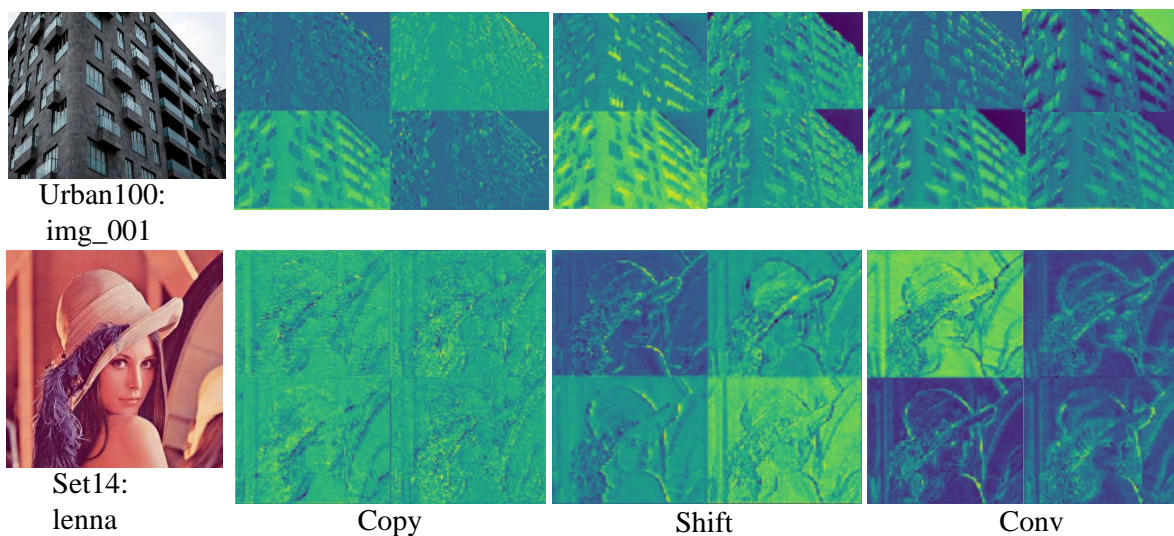 Urban100:
img_001
Set14:
lenna
Copy
Shift
Conv